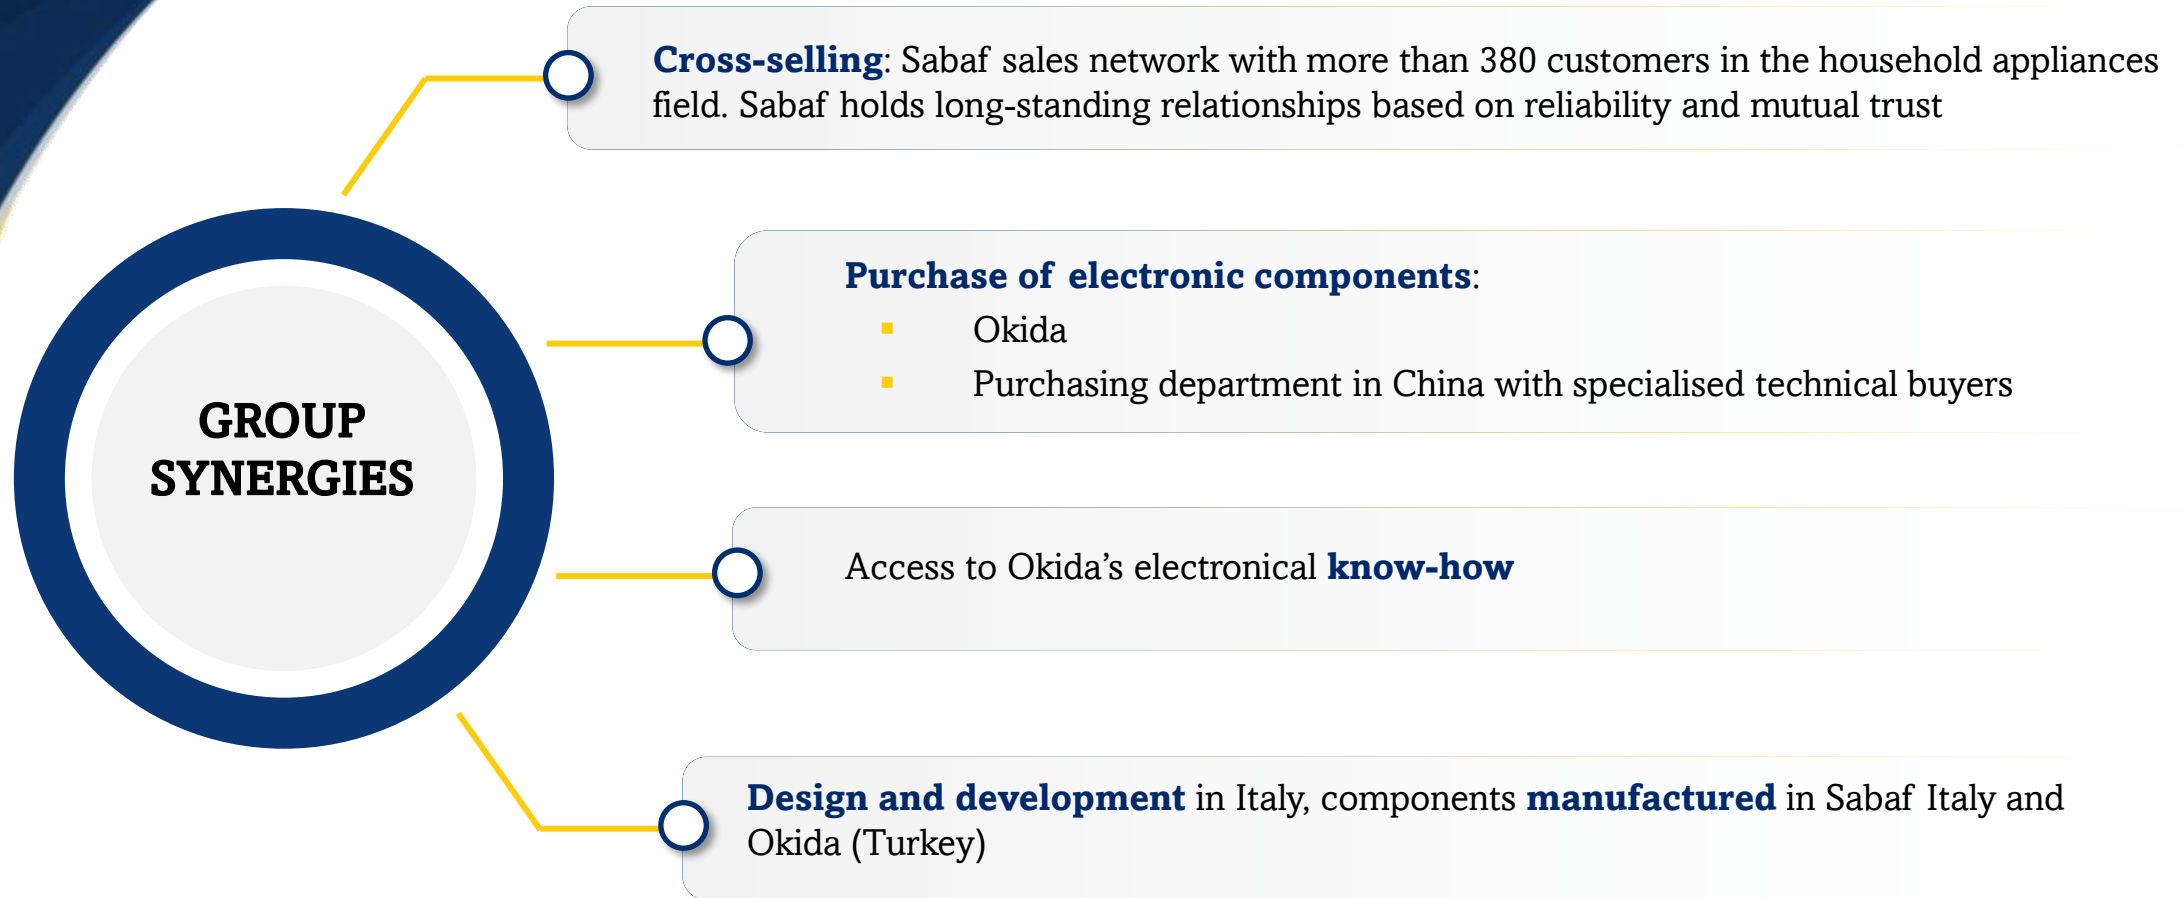 Cross-selling: Sabaf sales network with more than 380 customers in the household appliances
field. Sabaf holds long-standing relationships based on reliability and mutual trust
Purchase of electronic components:
▪ Okida
▪ Purchasing department in China with specialised technical buyers
GROUP
SYNERGIES
Access to Okida’s electronical know-how
Design and development in Italy, components manufactured in Sabaf Italy and
Okida (Turkey)